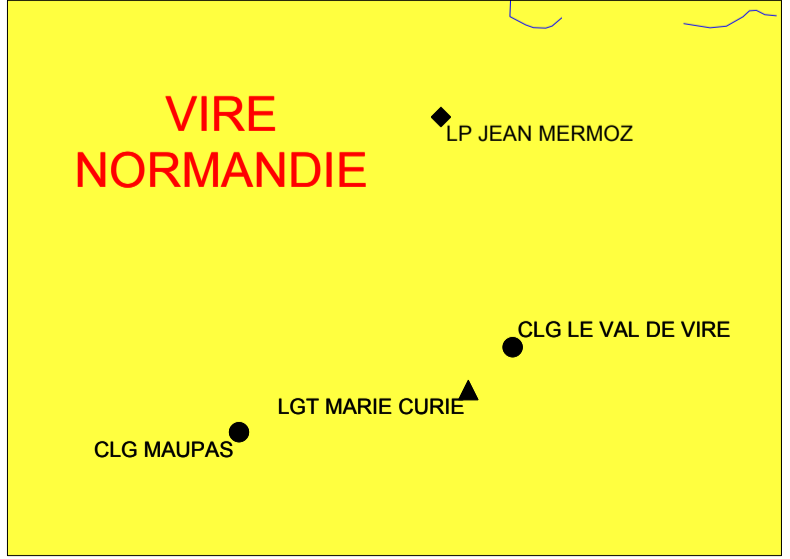 VIRE
NORMANDIE
LP JEAN MERMOZ
CLG LE VAL DE VIRE
LGT MARIE CURIE
CLG MAUPAS